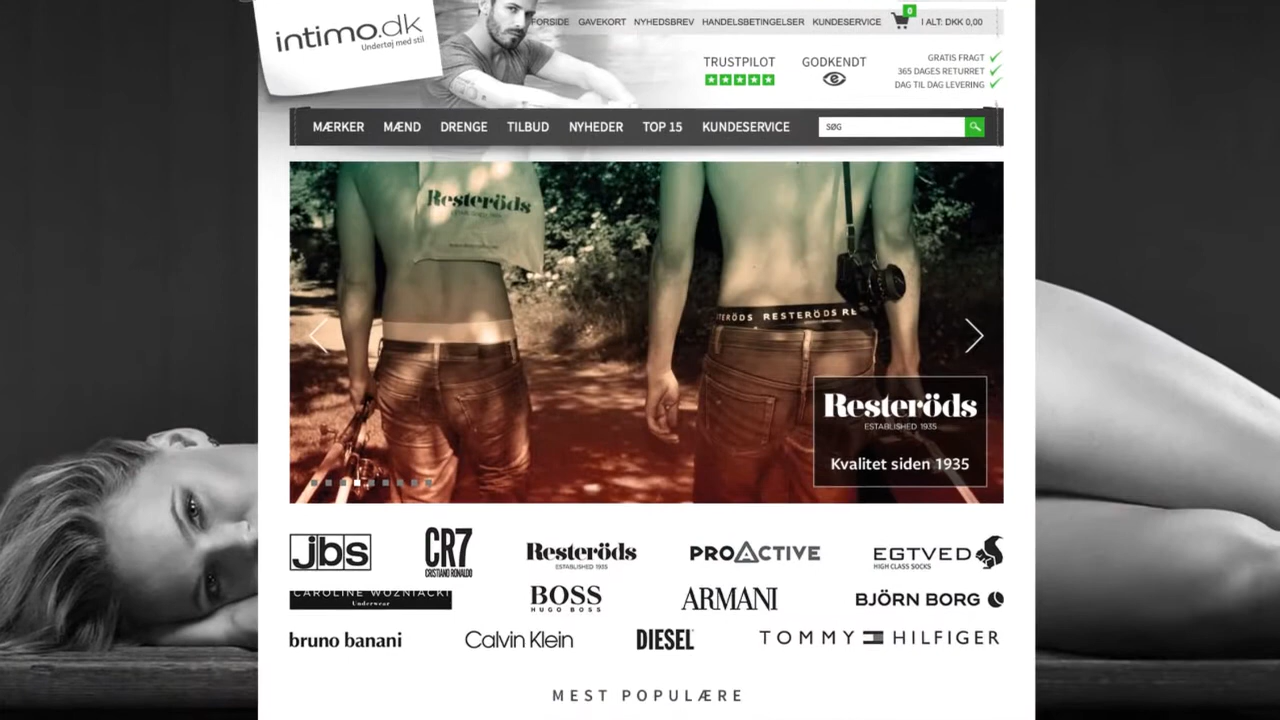 intimo.dk
Undertøj med stil
FORSIDE GAVEKORT NYHEDSBREV HANDELSBETINGELSER KUNDESERVICE 0 I ALT: DKK 0,00
TRUSTPILOT GODKENDT
GRATIS FRAGT
365 DAGES RETURRET
DAG TIL DAG LEVERING
MÆRKER MÆND DRENGE TILBUD NYHEDER TOP 15 KUNDESERVICE SØG
Resteröds
TERÖDS RESTERÖDS RE
Resteröds
ESTABLISHED 1935
Kvalitet siden 1935
jbs CR7 Resteröds PROACTIVE EGTVED
CRISTIANO RONALDO ESTABLISHED 1935 HIGH CLASS SOCKS
CAROLINE WOZNIACKI BOSS ARMANI BJÖRN BORG
Underwear HUGO BOSS
bruno banani Calvin Klein DIESEL TOMMY HILFIGER
MEST POPULÆRE